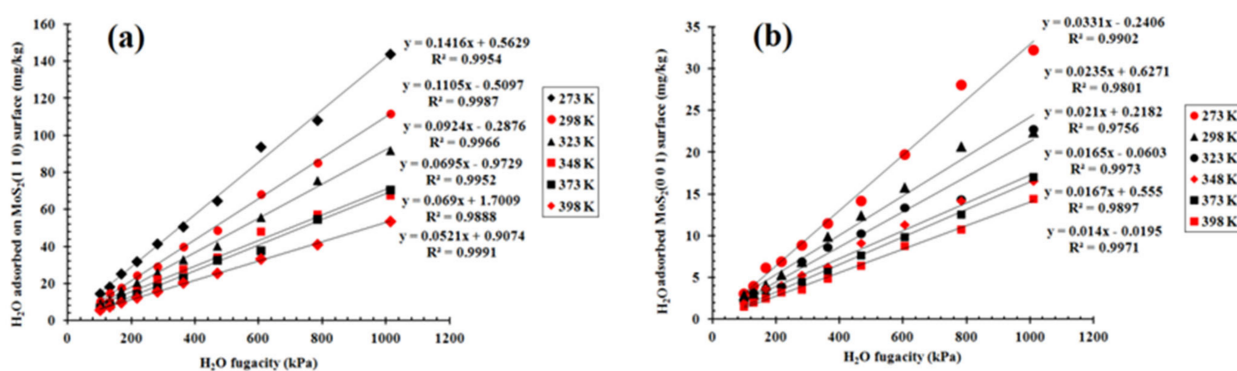 (a)
H₂O adsorbed on MoS₂(1 1 0) surface (mg/kg)
160
140
120
100
80
60
40
20
0
0
200
400
600
800
1000
1200
H₂O fugacity (kPa)
y = 0.1416x + 0.5629
R² = 0.9954
y = 0.1105x - 0.5097
R² = 0.9987
y = 0.0924x - 0.2876
R² = 0.9966
y = 0.0695x - 0.9729
R² = 0.9952
y = 0.069x + 1.7009
R² = 0.9888
y = 0.0521x + 0.9074
R² = 0.9991
273 K
298 K
323 K
348 K
373 K
398 K
(b)
H₂O adsorbed MoS₂(0 0 1) surface (mg/kg)
35
30
25
20
15
10
5
0
0
200
400
600
800
1000
1200
H₂O fugacity (kPa)
y = 0.0331x - 0.2406
R² = 0.9902
y = 0.0235x + 0.6271
R² = 0.9801
y = 0.021x + 0.2182
R² = 0.9756
y = 0.0165x - 0.0603
R² = 0.9973
y = 0.0167x + 0.555
R² = 0.9897
y = 0.014x - 0.0195
R² = 0.9971
273 K
298 K
323 K
348 K
373 K
398 K